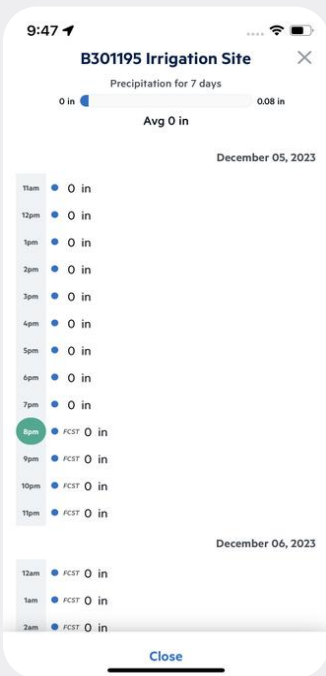 9:47
B301195 Irrigation Site
Precipitation for 7 days
0 in 0.08 in
Avg 0 in
December 05, 2023
11am 0 in
12pm 0 in
1pm 0 in
2pm 0 in
3pm 0 in
4pm 0 in
5pm 0 in
6pm 0 in
7pm 0 in
8pm FCST 0 in
9pm FCST 0 in
10pm FCST 0 in
11pm FCST 0 in
December 06, 2023
12am FCST 0 in
1am FCST 0 in
2am FCST 0 in
Close